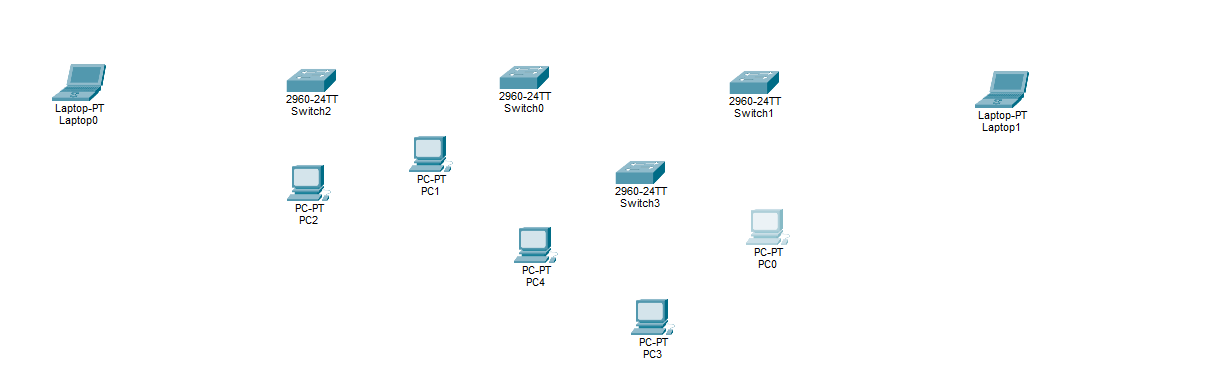 Laptop-PT
Laptop0
2960-24TT
Switch2
2960-24TT
Switch0
2960-24TT
Switch1
Laptop-PT
Laptop1
PC-PT
PC1
PC-PT
PC2
2960-24TT
Switch3
PC-PT
PC4
PC-PT
PC0
PC-PT
PC3